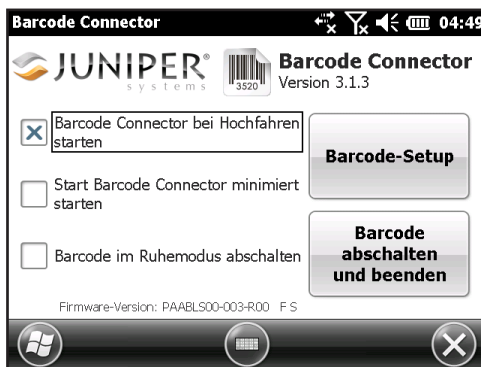 Barcode Connector
04:49
JUNIPER®
systems
3520
Barcode Connector
Version 3.1.3
Barcode Connector bei Hochfahren
starten
Start Barcode Connector minimiert
starten
Barcode im Ruhemodus abschalten
Barcode-Setup
Barcode
abschalten
und beenden
Firmware-Version: PAABLS00-003-R00 F S